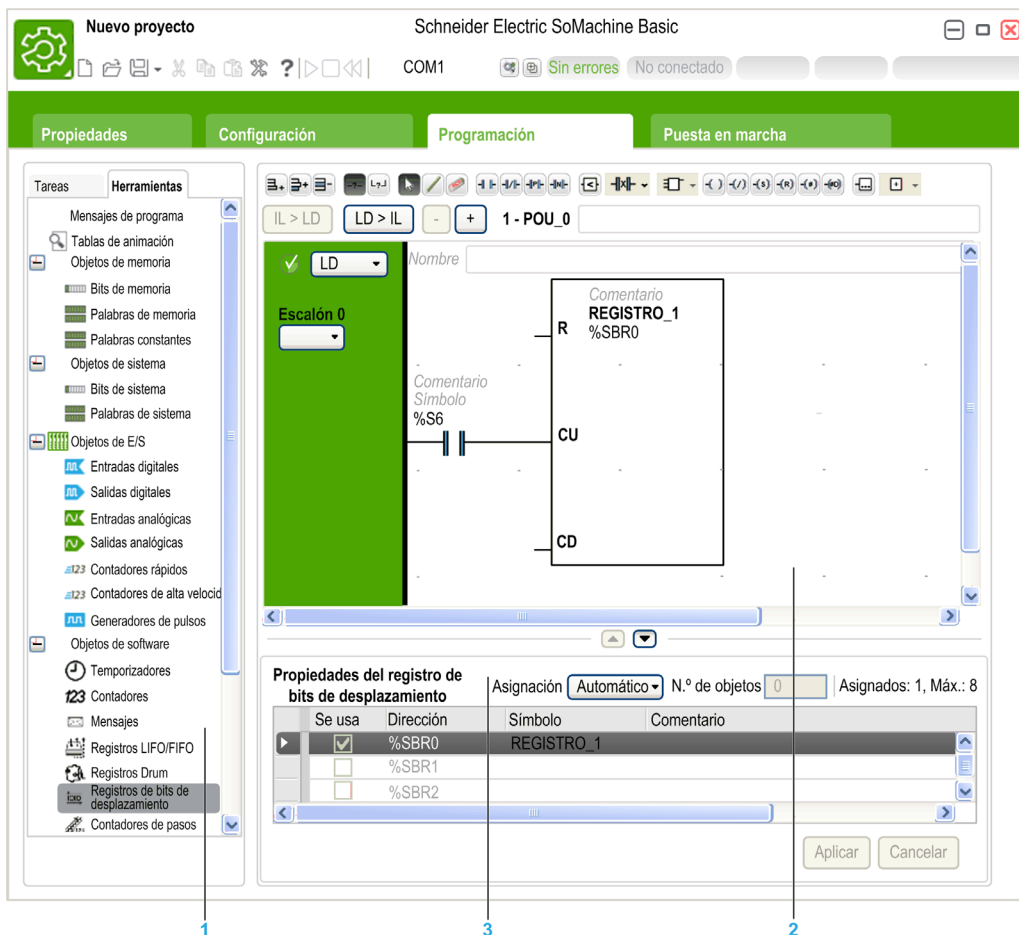 Nuevo proyecto
Schneider Electric SoMachine Basic
COM1
Sin errores
No conectado
Propiedades
Configuración
Programación
Puesta en marcha
Tareas
Herramientas
Mensajes de programa
Tablas de animación
Objetos de memoria
Bits de memoria
Palabras de memoria
Palabras constantes
Objetos de sistema
Bits de sistema
Palabras de sistema
Objetos de E/S
Entradas digitales
Salidas digitales
Entradas analógicas
Salidas analógicas
Contadores rápidos
Contadores de alta velocid
Generadores de pulsos
Objetos de software
Temporizadores
123 Contadores
Mensajes
Registros LIFO/FIFO
Registros Drum
Registros de bits de
desplazamiento
Contadores de pasos
IL > LD
LD > IL
-
+
1 - POU_0
LD
Nombre
Escalón 0
Comentario
REGISTRO_1
%SBR0
R
Comentario
Símbolo
%S6
CU
CD
Propiedades del registro de
bits de desplazamiento
Asignación
Automático
N.º de objetos
0
Asignados: 1, Máx.: 8
Se usa Dirección Símbolo Comentario
%SBR0 REGISTRO_1
%SBR1
%SBR2
Aplicar
Cancelar
1 3 2